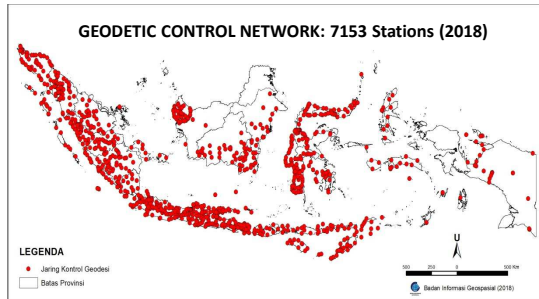 GEODETIC CONTROL NETWORK: 7153 Stations (2018)
U
LEGENDA
Jaring Kontrol Geodesi
Batas Provinsi
500 250 0 500 Km
Badan Informasi Geospasial (2018)